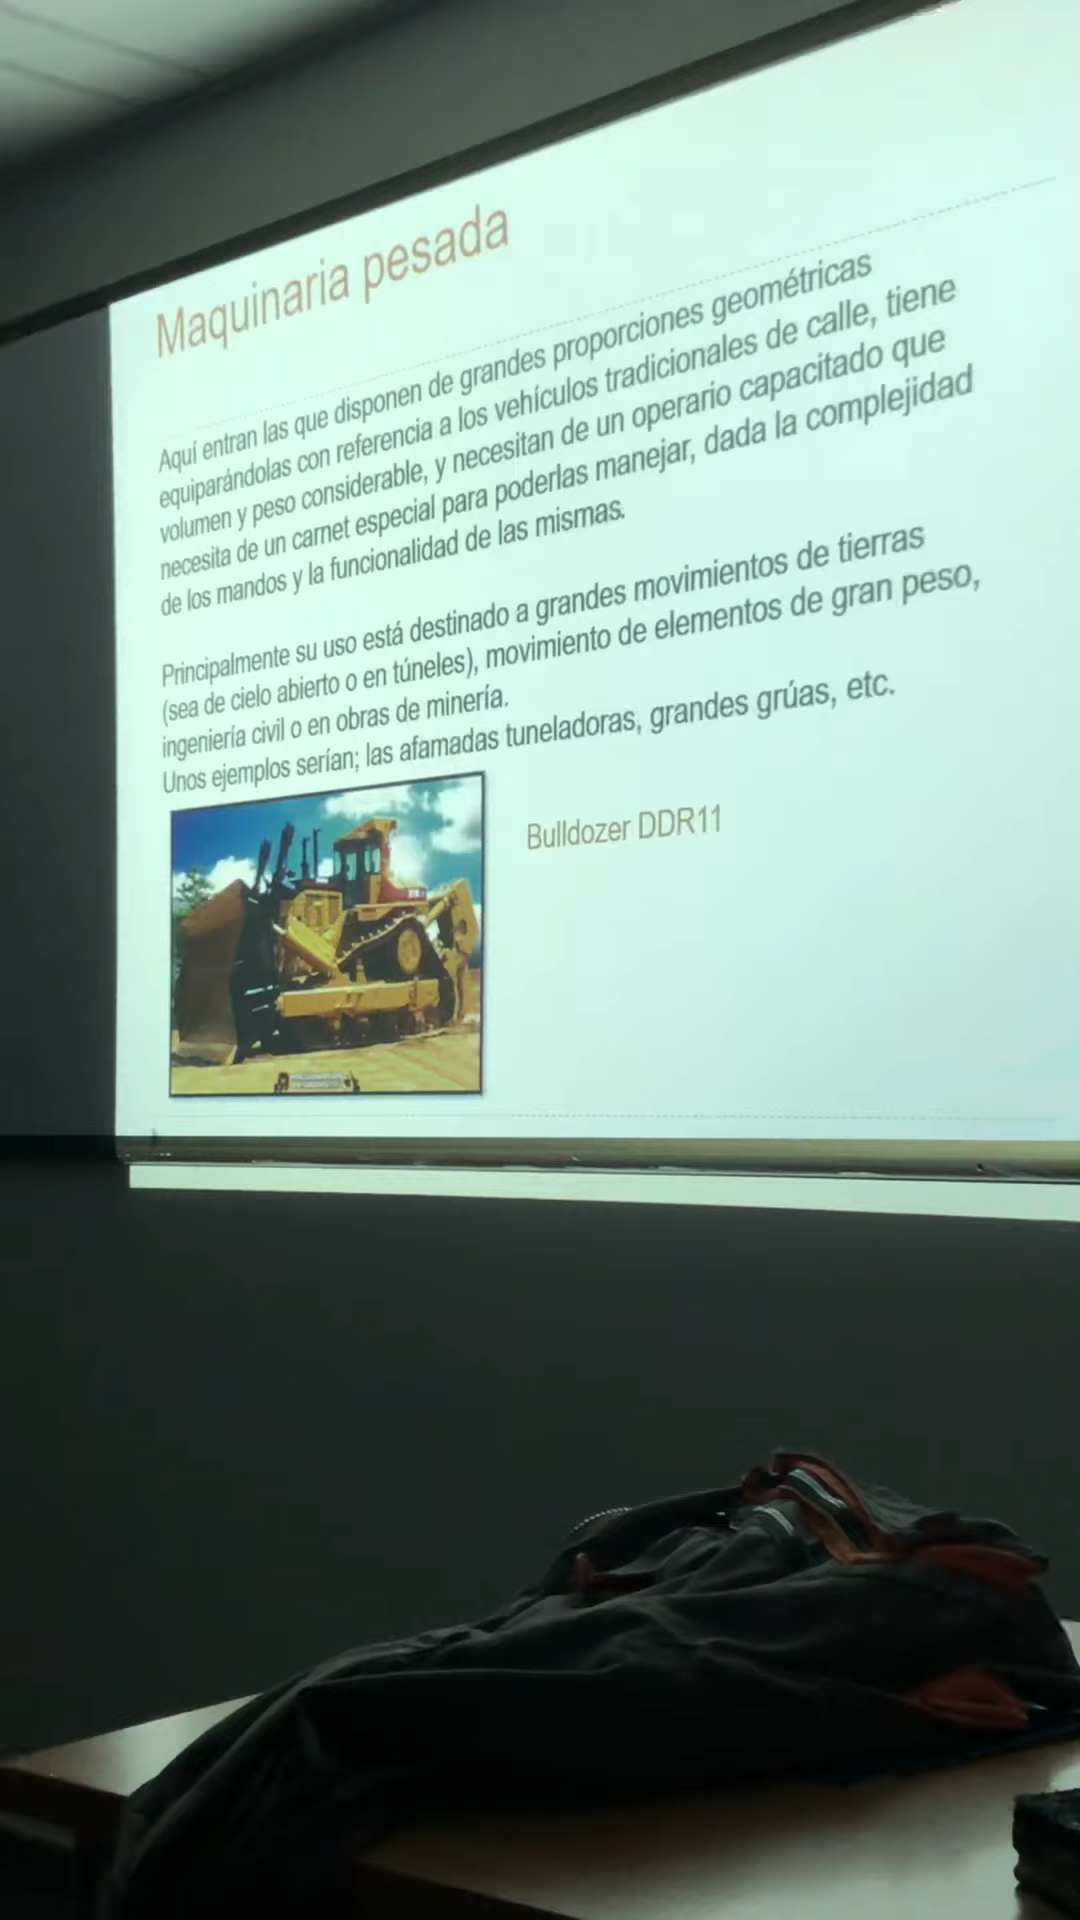 Maquinaria pesada
Aquí entran las que disponen de grandes proporciones geométricas
equiparándolas con referencia a los vehículos tradicionales de calle, tiene
volumen y peso considerable, y necesitan de un operario capacitado que
necesita de un carnet especial para poderlas manejar, dada la complejidad
de los mandos y la funcionalidad de las mismas.
Principalmente su uso está destinado a grandes movimientos de tierras
(sea de cielo abierto o en túneles), movimiento de elementos de gran peso,
ingeniería civil o en obras de minería.
Unos ejemplos serían; las afamadas tuneladoras, grandes grúas, etc.
Bulldozer DDR11